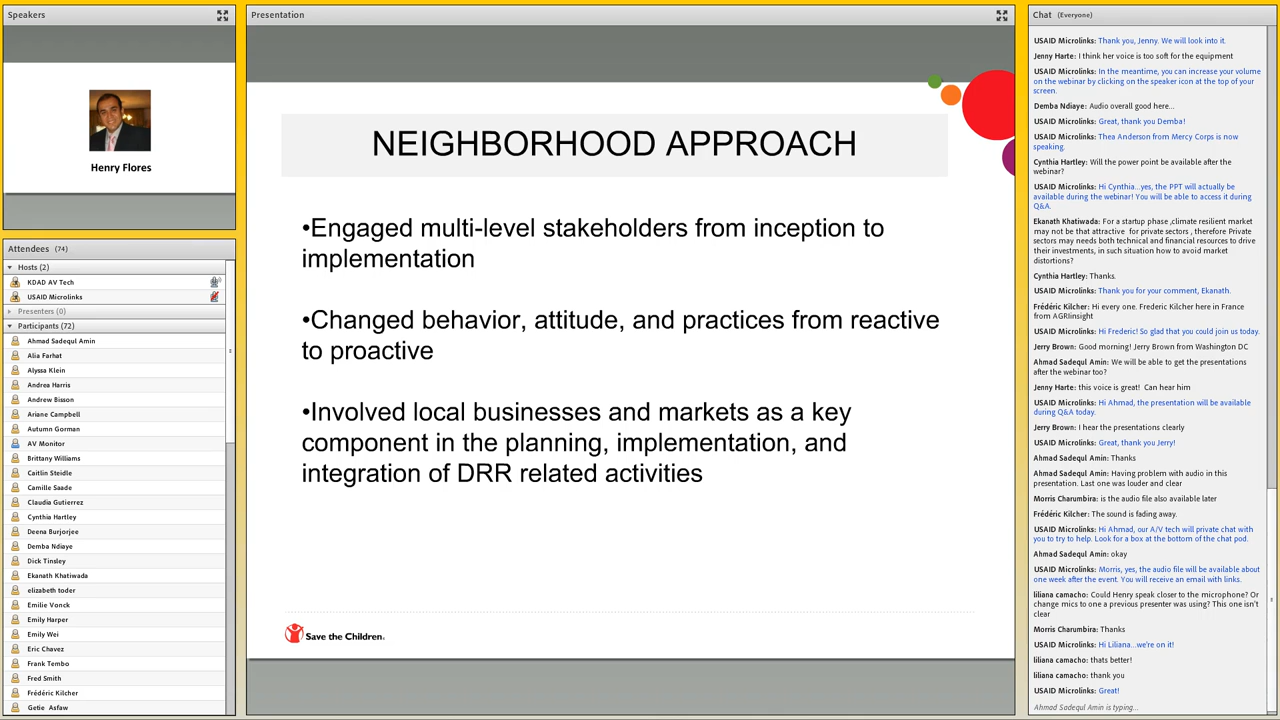 Speakers
Henry Flores
Attendees (74)
Hosts (2)
KDAD AV Tech
USAID Microlinks
Presenters (0)
Participants (72)
Ahmad Sadequl Amin
Alia Farhat
Alyssa Klein
Andrea Harris
Andrew Bisson
Ariane Campbell
Autumn Gorman
AV Monitor
Brittany Williams
Caitlin Steidle
Camille Saade
Claudia Gutierrez
Cynthia Hartley
Deena Burjorjee
Demba Ndiaye
Dick Tinsley
Ekanath Khatiwada
elizabeth toder
Emilie Vonck
Emily Harper
Emily Wei
Eric Chavez
Frank Tembo
Fred Smith
Frédéric Kilcher
Getie Asfaw
Presentation
NEIGHBORHOOD APPROACH
•Engaged multi-level stakeholders from inception to
implementation
•Changed behavior, attitude, and practices from reactive
to proactive
•Involved local businesses and markets as a key
component in the planning, implementation, and
integration of DRR related activities
Save the Children.
Chat (Everyone)
USAID Microlinks: Thank you, Jenny. We will look into it.
Jenny Harte: I think her voice is too soft for the equipment
USAID Microlinks: In the meantime, you can increase your volume
on the webinar by clicking on the speaker icon at the top of your
screen.
Demba Ndiaye: Audio overall good here...
USAID Microlinks: Great, thank you Demba!
USAID Microlinks: Thea Anderson from Mercy Corps is now
speaking.
Cynthia Hartley: Will the power point be available after the
webinar?
USAID Microlinks: Hi Cynthia...yes, the PPT will actually be
available during the webinar! You will be able to access it during
Q&A.
Ekanath Khatiwada: For a startup phase ,climate resilient market
may not be that attractive for private sectors , therefore Private
sectors may needs both technical and financial resources to drive
their investments, in such situation how to avoid market
distortions?
Cynthia Hartley: Thanks.
USAID Microlinks: Thank you for your comment, Ekanath.
Frédéric Kilcher: Hi every one. Frederic Kilcher here in France
from AGRIinsight
USAID Microlinks: Hi Frederic! So glad that you could join us today.
Jerry Brown: Good morning! Jerry Brown from Washington DC
Ahmad Sadequl Amin: We will be able to get the presentations
after the webinar too?
Jenny Harte: this voice is great! Can hear him
USAID Microlinks: Hi Ahmad, the presentation will be available
during Q&A today.
Jerry Brown: I hear the presentations clearly
USAID Microlinks: Great, thank you Jerry!
Ahmad Sadequl Amin: Thanks
Ahmad Sadequl Amin: Having problem with audio in this
presentation. Last one was louder and clear
Morris Charumbira: is the audio file also available later
Frédéric Kilcher: The sound is fading away.
USAID Microlinks: Hi Ahmad, our A/V tech will private chat with
you to try to help. Look for a box at the bottom of the chat pod.
Ahmad Sadequl Amin: okay
USAID Microlinks: Morris, yes, the audio file will be available about
one week after the event. You will receive an email with links.
liliana camacho: Could Henry speak closer to the microphone? Or
change mics to one a previous presenter was using? This one isn't
clear
Morris Charumbira: Thanks
USAID Microlinks: Hi Liliana...we're on it!
liliana camacho: thats better!
liliana camacho: thank you
USAID Microlinks: Great!
Ahmad Sadequl Amin is typing...